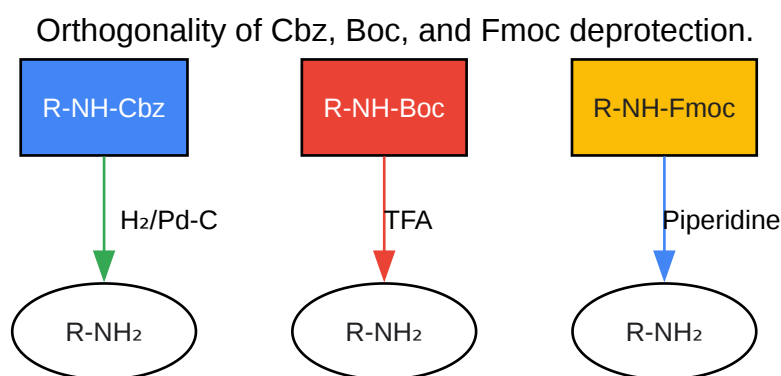 Orthogonality of Cbz, Boc, and Fmoc deprotection.
R-NH-Cbz R-NH-Boc R-NH-Fmoc
H₂/Pd-C TFA Piperidine
R-NH₂ R-NH₂ R-NH₂